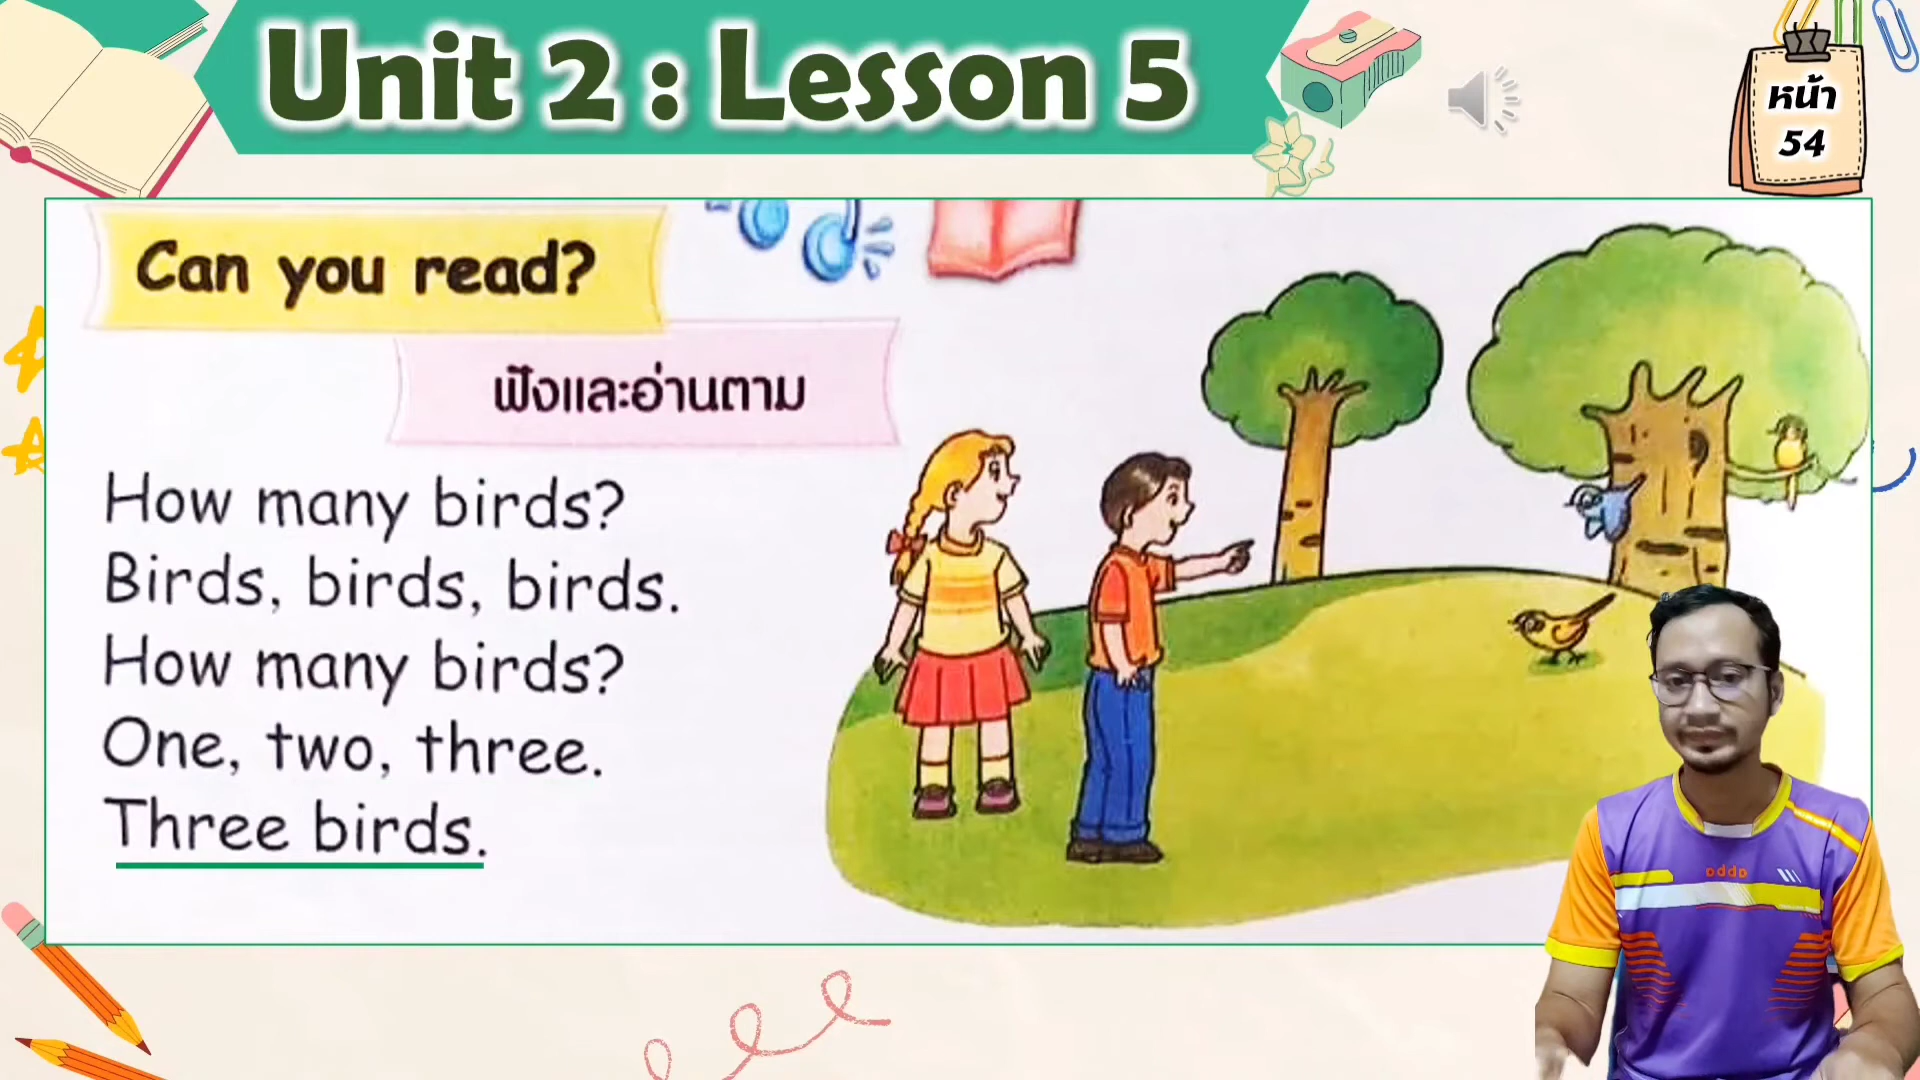 Unit 2 : Lesson 5
หน้า
54
Can you read?
ฟังและอ่านตาม
How many birds?
Birds, birds, birds.
How many birds?
One, two, three.
Three birds.